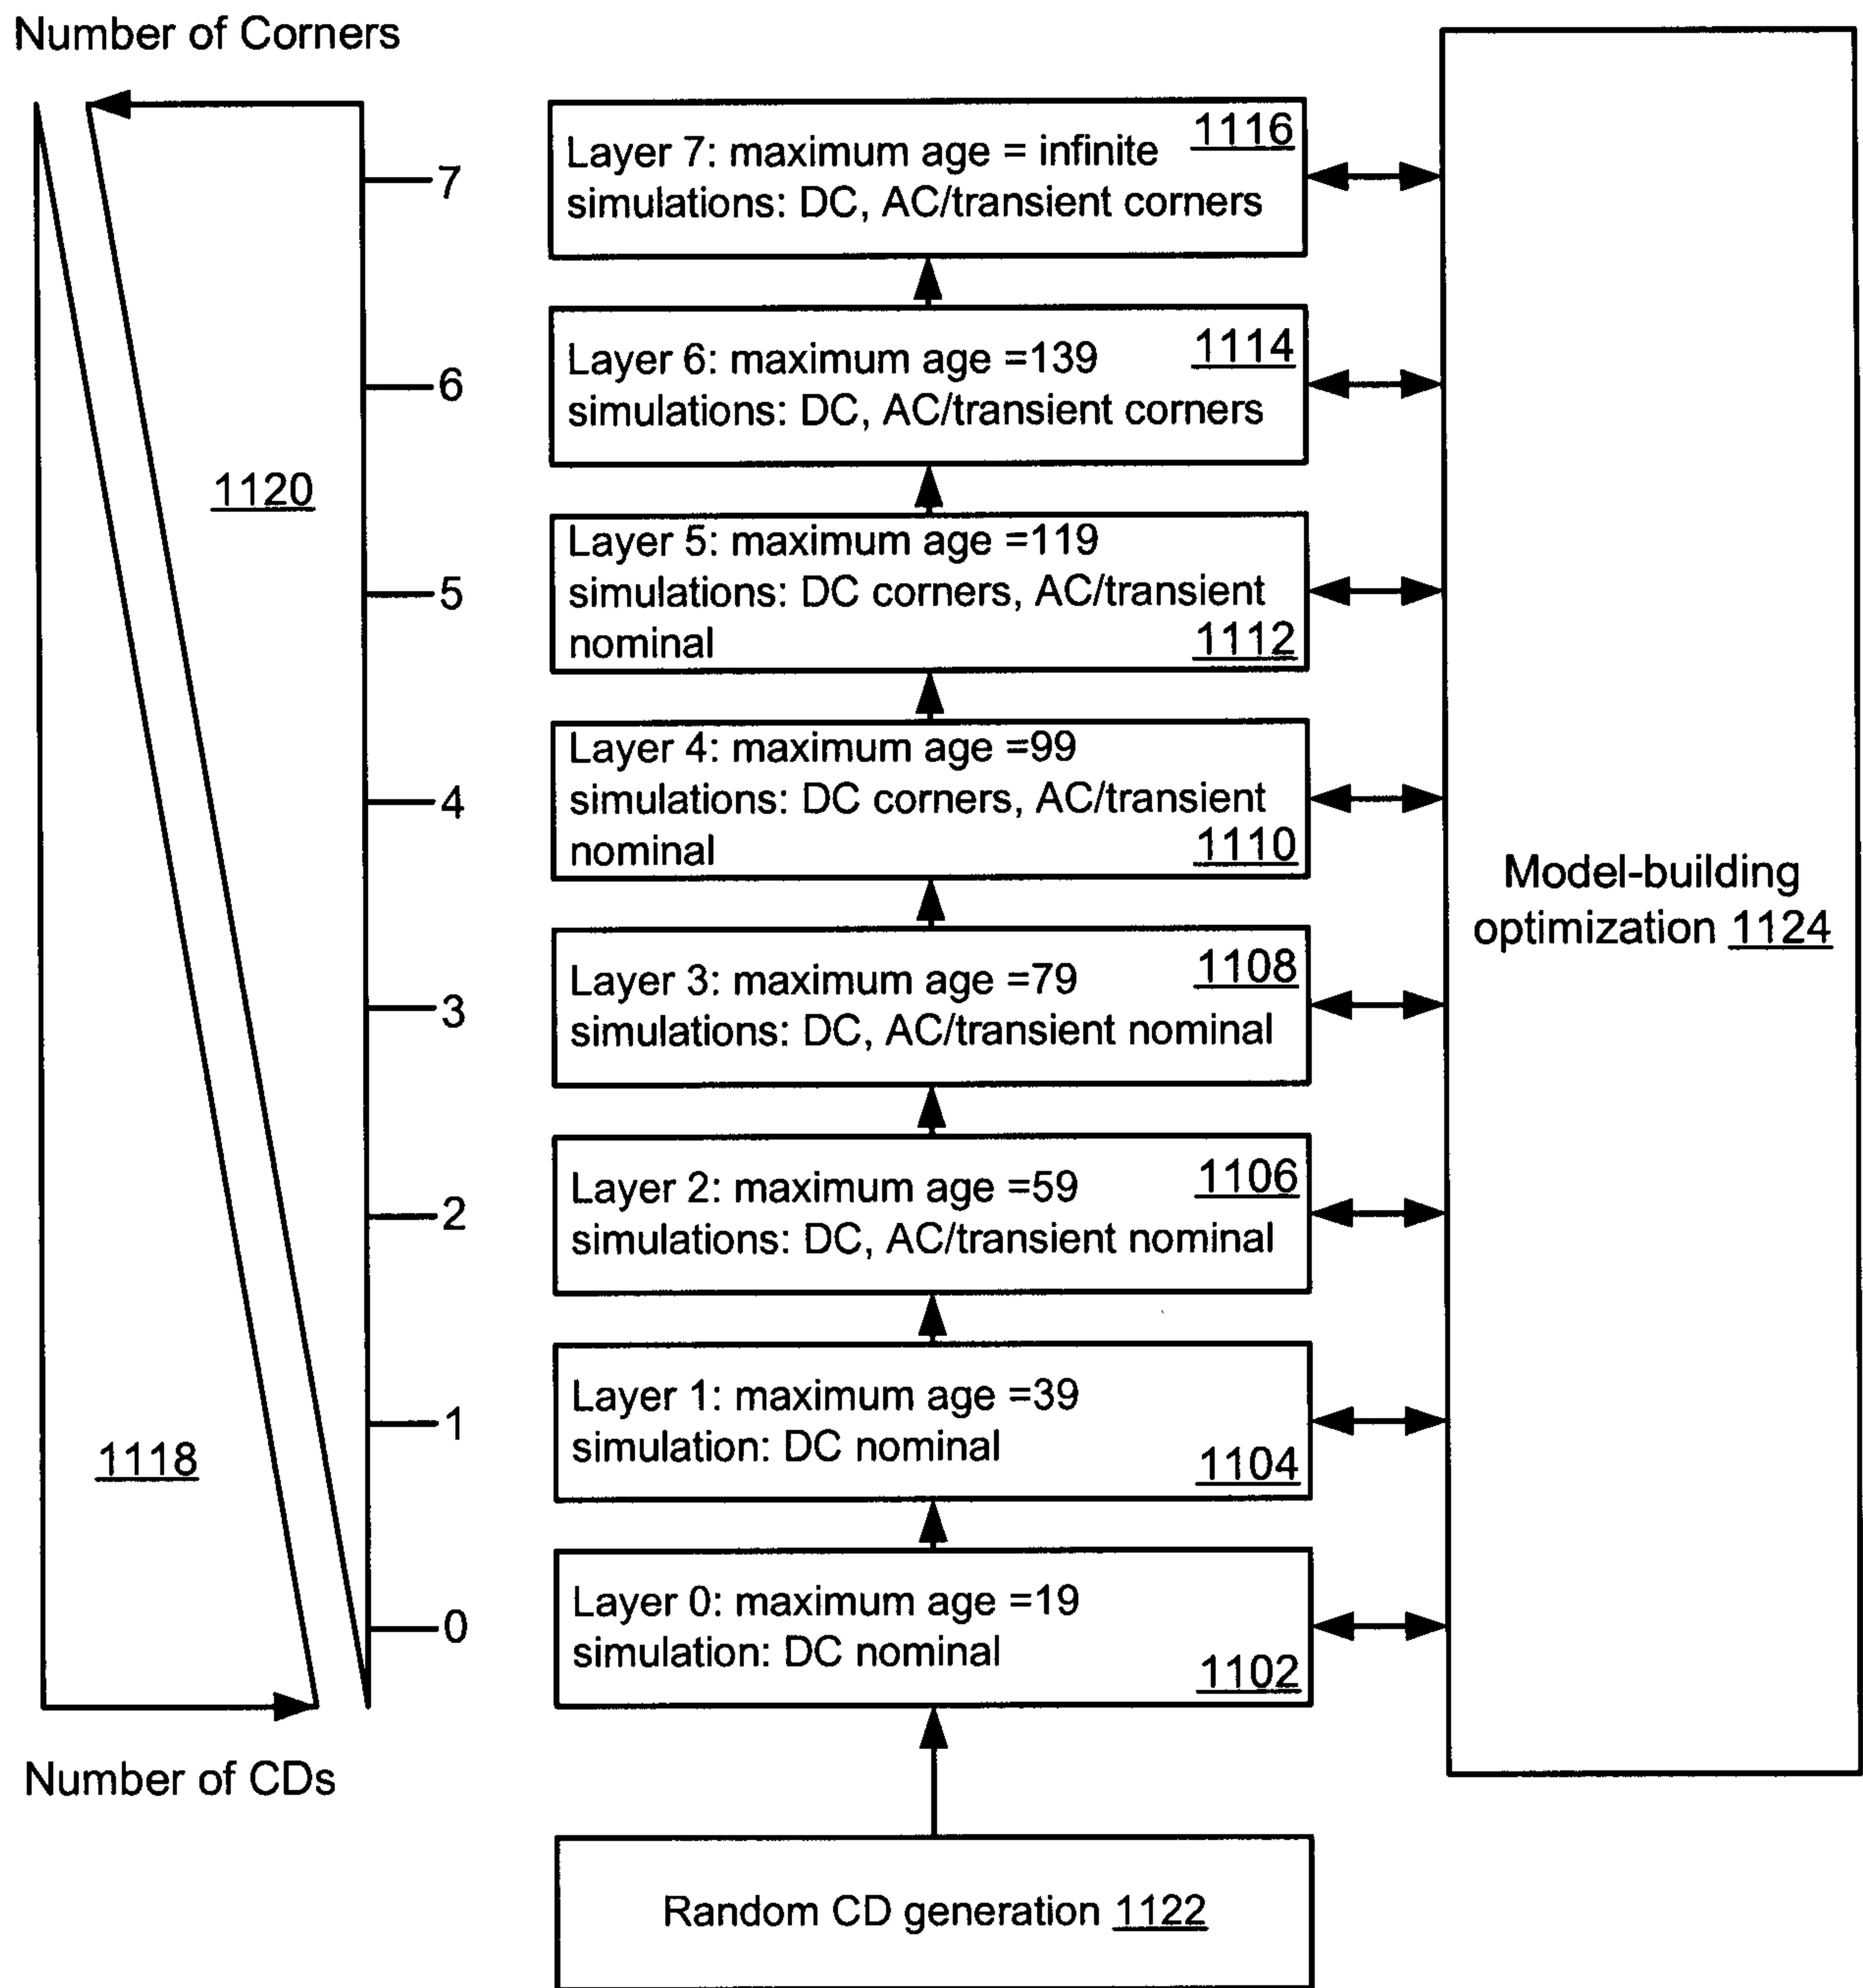 Number of Corners
7
6
1120
5
4
3
2
1
1118
0
Number of CDs
Layer 7: maximum age = infinite 1116
simulations: DC, AC/transient corners
Layer 6: maximum age =139 1114
simulations: DC, AC/transient corners
Layer 5: maximum age =119
simulations: DC corners, AC/transient
nominal 1112
Layer 4: maximum age =99
simulations: DC corners, AC/transient
nominal 1110
Layer 3: maximum age =79 1108
simulations: DC, AC/transient nominal
Layer 2: maximum age =59 1106
simulations: DC, AC/transient nominal
Layer 1: maximum age =39
simulation: DC nominal
1104
Layer 0: maximum age =19
simulation: DC nominal
1102
Random CD generation 1122
Model-building
optimization 1124